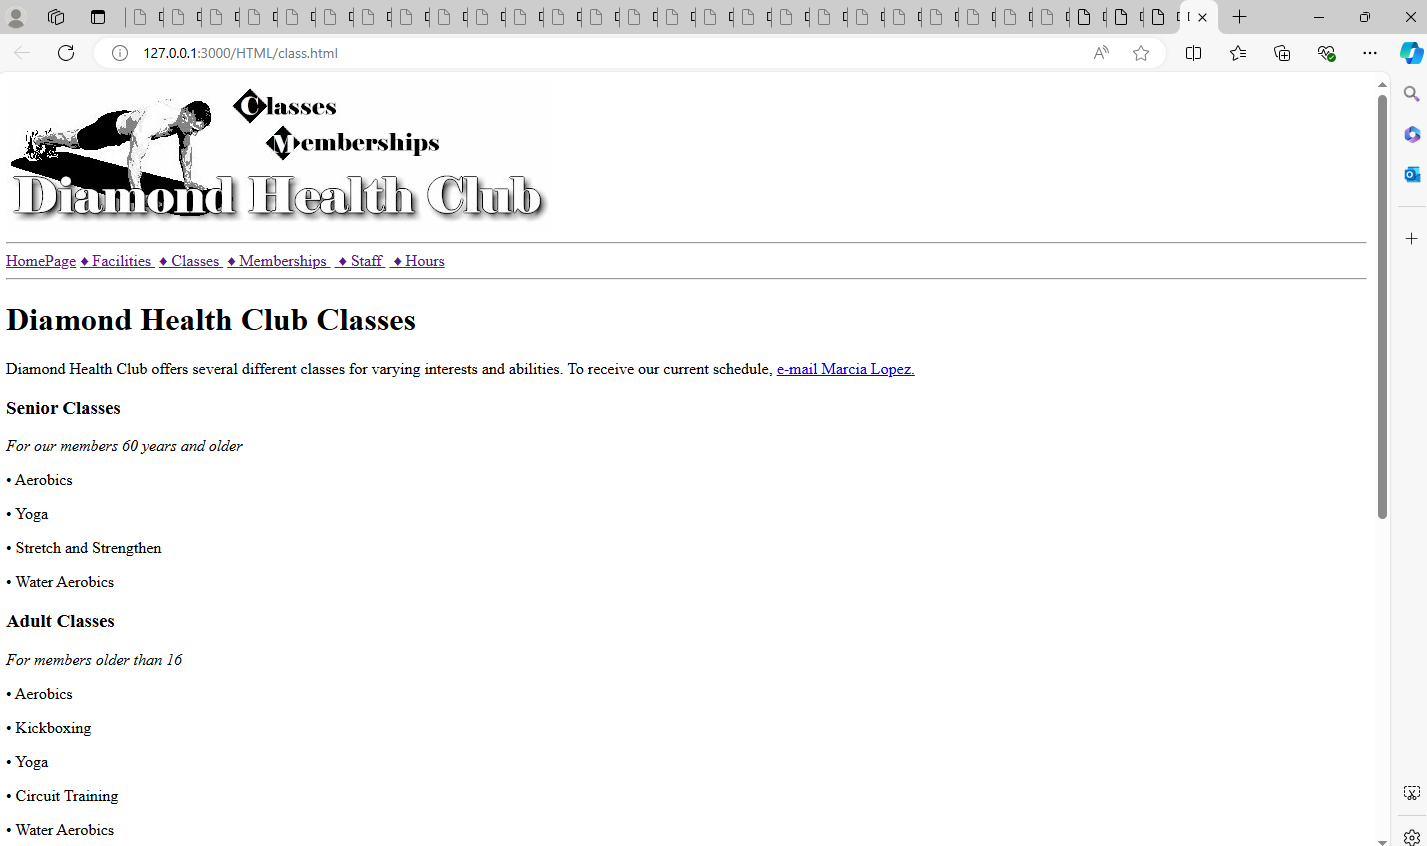 127.0.0.1:3000/HTML/class.html
Classes
Memberships
Diamond Health Club
HomePage ♦ Facilities ♦ Classes ♦ Memberships ♦ Staff ♦ Hours
Diamond Health Club Classes
Diamond Health Club offers several different classes for varying interests and abilities. To receive our current schedule, e-mail Marcia Lopez.
Senior Classes
For our members 60 years and older
• Aerobics
• Yoga
• Stretch and Strengthen
• Water Aerobics
Adult Classes
For members older than 16
• Aerobics
• Kickboxing
• Yoga
• Circuit Training
• Water Aerobics